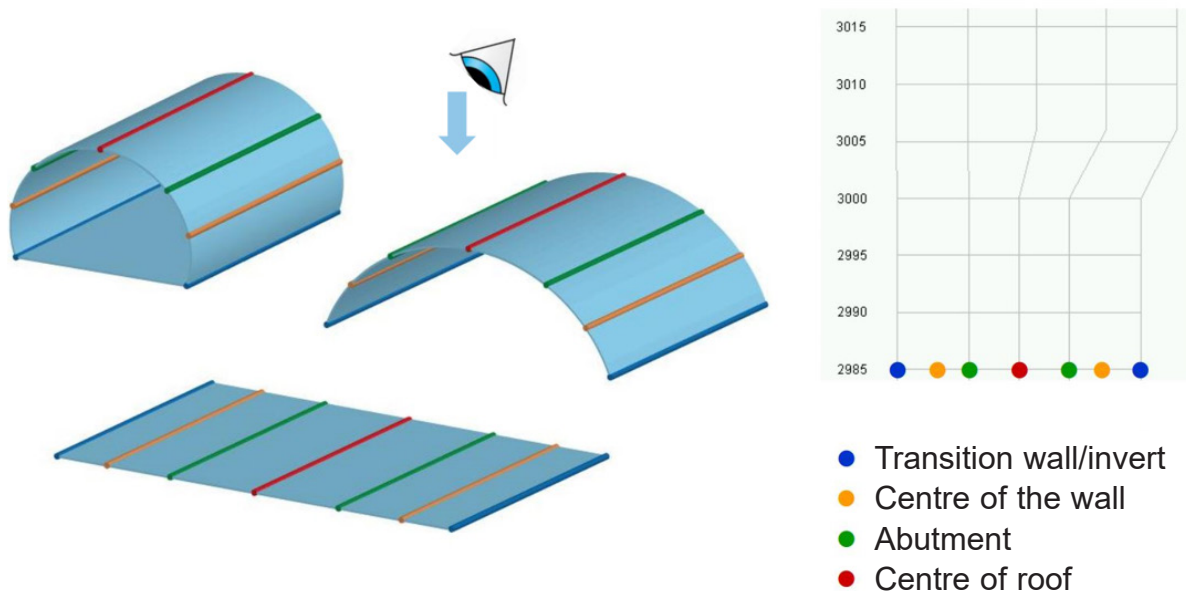 3015
3010
3005
3000
2995
2990
2985
Transition wall/invert
Centre of the wall
Abutment
Centre of roof